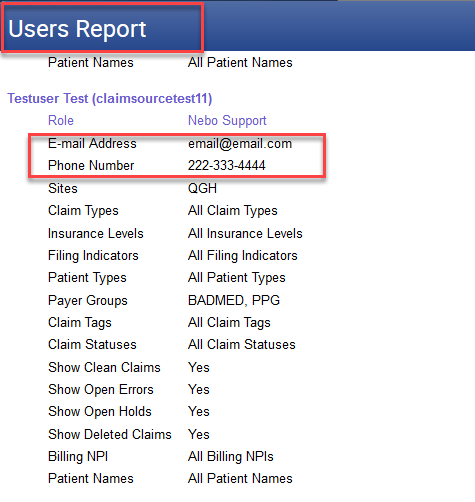 Users Report
Patient Names All Patient Names
Testuser Test (claimsourcetest11)
Role Nebo Support
E-mail Address email@email.com
Phone Number 222-333-4444
Sites QGH
Claim Types All Claim Types
Insurance Levels All Insurance Levels
Filing Indicators All Filing Indicators
Patient Types All Patient Types
Payer Groups BADMED, PPG
Claim Tags All Claim Tags
Claim Statuses All Claim Statuses
Show Clean Claims Yes
Show Open Errors Yes
Show Open Holds Yes
Show Deleted Claims Yes
Billing NPI All Billing NPIs
Patient Names All Patient Names